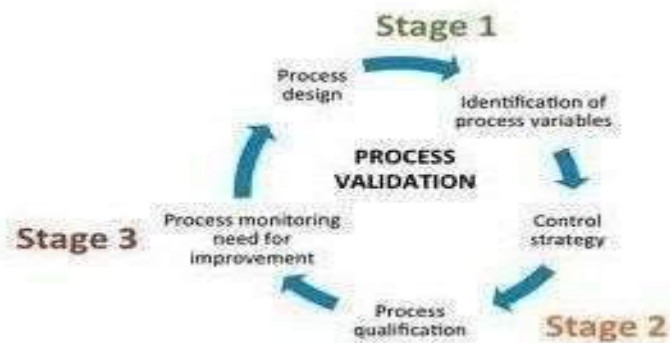 Stage 1
Process
design
Identification of
process variables
PROCESS
VALIDATION
Control
strategy
Stage 2
Process
qualification
Stage 3
Process monitoring
need for
improvement